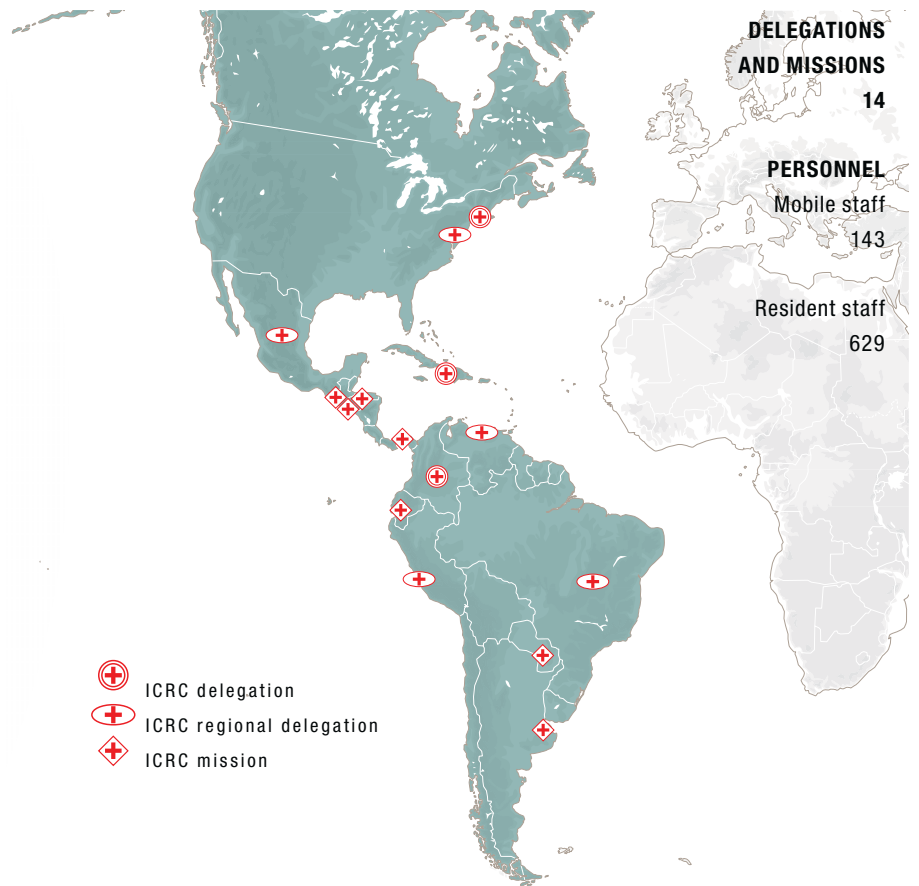 DELEGATIONS
AND MISSIONS
14
PERSONNEL
Mobile staff
143
Resident staff
629
ICRC delegation
ICRC regional delegation
ICRC mission